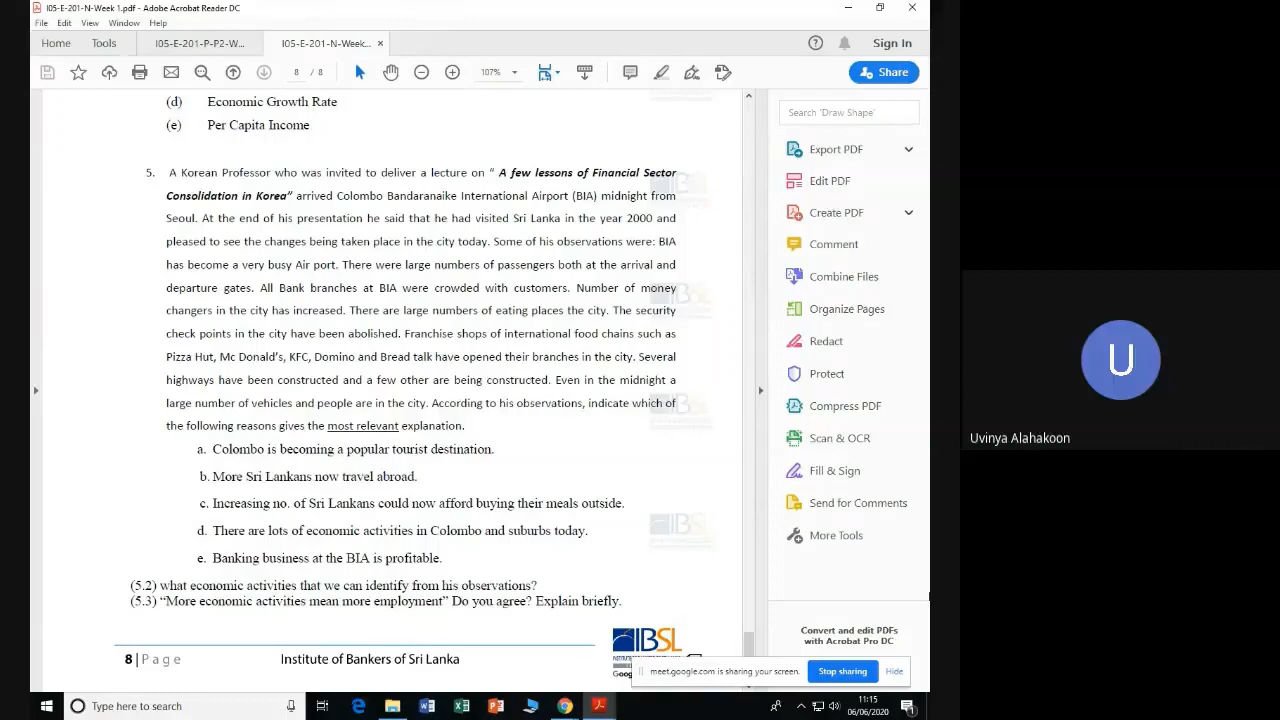 I05-E-201-N-Week 1.pdf - Adobe Acrobat Reader DC
File Edit View Window Help
Home Tools I05-E-201-P-P2-W... I05-E-201-N-Week... × Sign In
8 / 8 107% Share
(d) Economic Growth Rate
(e) Per Capita Income
5. A Korean Professor who was invited to deliver a lecture on " A few lessons of Financial Sector
Consolidation in Korea" arrived Colombo Bandaranaike International Airport (BIA) midnight from
Seoul. At the end of his presentation he said that he had visited Sri Lanka in the year 2000 and
pleased to see the changes being taken place in the city today. Some of his observations were: BIA
has become a very busy Air port. There were large numbers of passengers both at the arrival and
departure gates. All Bank branches at BIA were crowded with customers. Number of money
changers in the city has increased. There are large numbers of eating places the city. The security
check points in the city have been abolished. Franchise shops of international food chains such as
Pizza Hut, Mc Donald's, KFC, Domino and Bread talk have opened their branches in the city. Several
highways have been constructed and a few other are being constructed. Even in the midnight a
large number of vehicles and people are in the city. According to his observations, indicate which of
the following reasons gives the most relevant explanation.
a. Colombo is becoming a popular tourist destination.
b. More Sri Lankans now travel abroad.
c. Increasing no. of Sri Lankans could now afford buying their meals outside.
d. There are lots of economic activities in Colombo and suburbs today.
e. Banking business at the BIA is profitable.
(5.2) what economic activities that we can identify from his observations?
(5.3) "More economic activities mean more employment" Do you agree? Explain briefly.
8 | Page Institute of Bankers of Sri Lanka
IBSL
Search 'Draw Shape'
Export PDF
Edit PDF
Create PDF
Comment
Combine Files
Organize Pages
Redact
Protect
Compress PDF
Scan & OCR
Fill & Sign
Send for Comments
More Tools
Convert and edit PDFs
with Acrobat Pro DC
meet.google.com is sharing your screen. Stop sharing Hide
U
Uvinya Alahakoon
Type here to search
11:15
06/06/2020